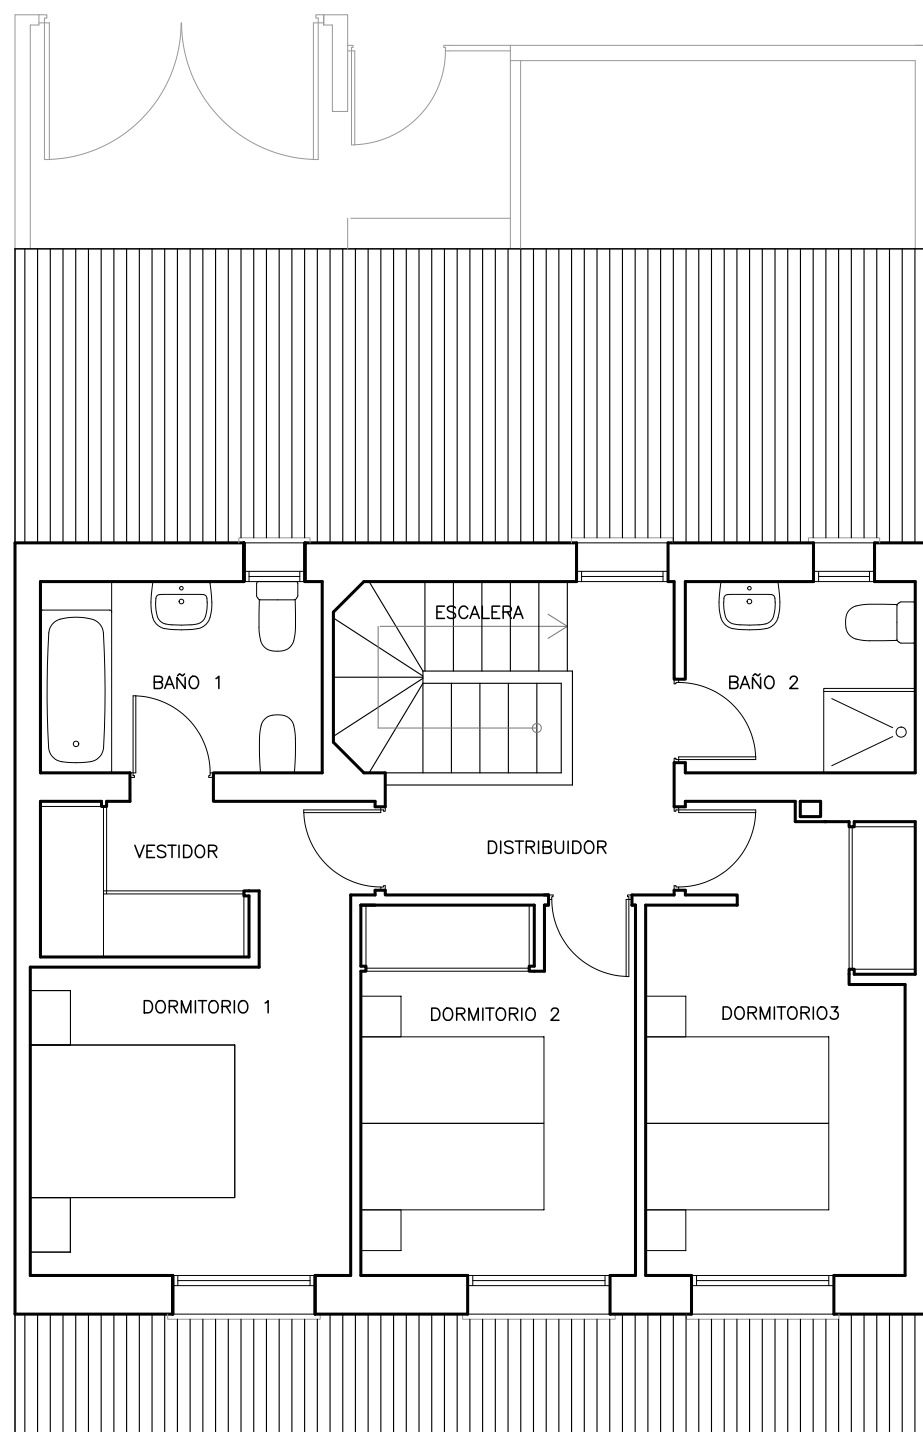 ESCALERA
BAÑO 1
BAÑO 2
VESTIDOR
DISTRIBUIDOR
DORMITORIO 1
DORMITORIO 2
DORMITORIO3